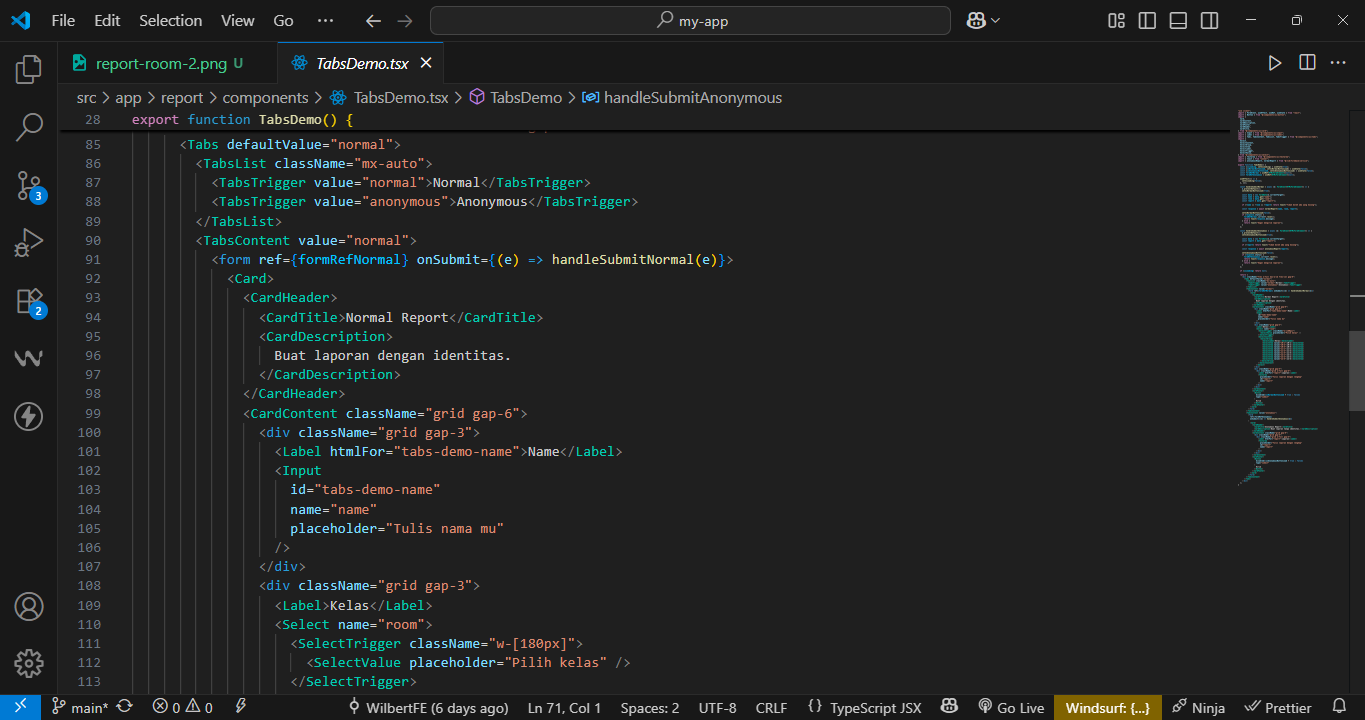 File Edit Selection View Go ··· my-app
report-room-2.png U TabsDemo.tsx
src > app > report > components > TabsDemo.tsx > TabsDemo > handleSubmitAnonymous
28 export function TabsDemo() {
85 <Tabs defaultValue="normal">
86 <TabsList className="mx-auto">
87 <TabsTrigger value="normal">Normal</TabsTrigger>
88 <TabsTrigger value="anonymous">Anonymous</TabsTrigger>
89 </TabsList>
90 <TabsContent value="normal">
91 <form ref={formRefNormal} onSubmit={(e) => handleSubmitNormal(e)}>
92 <Card>
93 <CardHeader>
94 <CardTitle>Normal Report</CardTitle>
95 <CardDescription>
96 Buat laporan dengan identitas.
97 </CardDescription>
98 </CardHeader>
99 <CardContent className="grid gap-6">
100 <div className="grid gap-3">
101 <Label htmlFor="tabs-demo-name">Name</Label>
102 <Input
103 id="tabs-demo-name"
104 name="name"
105 placeholder="Tulis nama mu"
106 />
107 </div>
108 <div className="grid gap-3">
109 <Label>Kelas</Label>
110 <Select name="room">
111 <SelectTrigger className="w-[180px]">
112 <SelectValue placeholder="Pilih kelas" />
113 </SelectTrigger>
3
2
main* 0 0 WilbertFE (6 days ago) Ln 71, Col 1 Spaces: 2 UTF-8 CRLF {} TypeScript JSX Go Live Windsurf: {...} Ninja Prettier